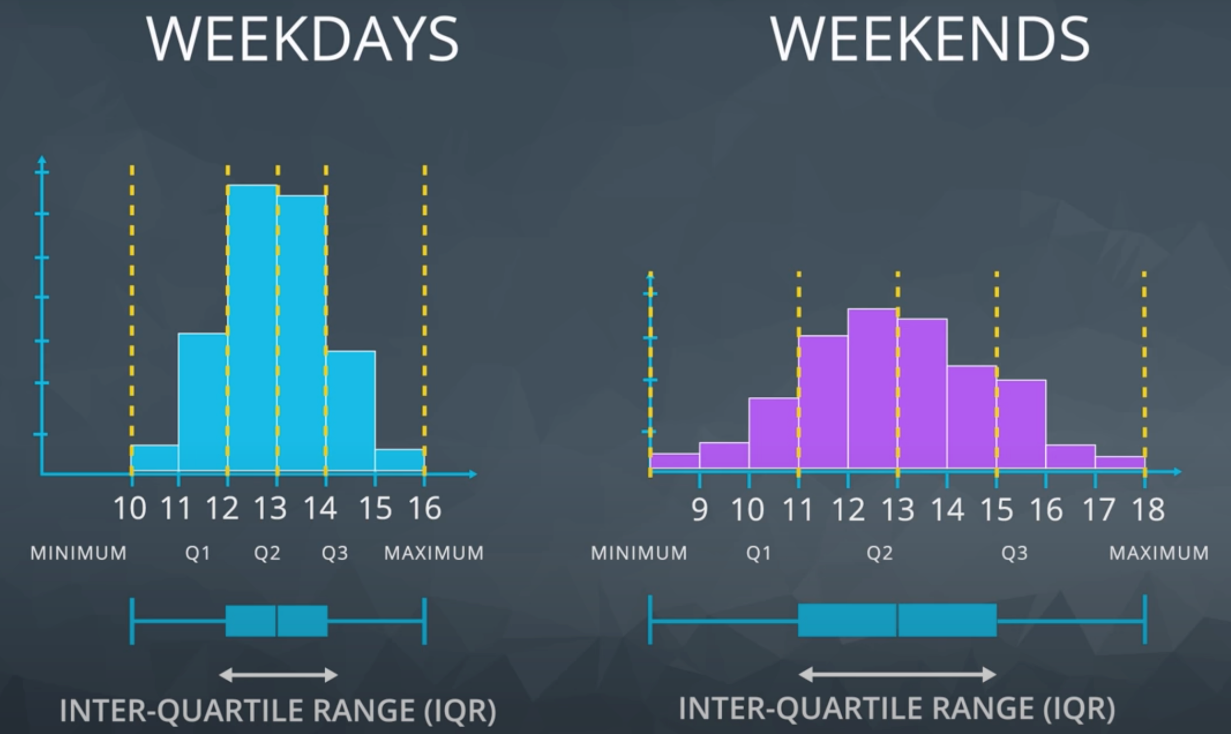 WEEKDAYS
WEEKENDS
10 11 12 13 14 15 16
MINIMUM Q1 Q2 Q3 MAXIMUM
INTER-QUARTILE RANGE (IQR)
9 10 11 12 13 14 15 16 17 18
MINIMUM Q1 Q2 Q3 MAXIMUM
INTER-QUARTILE RANGE (IQR)